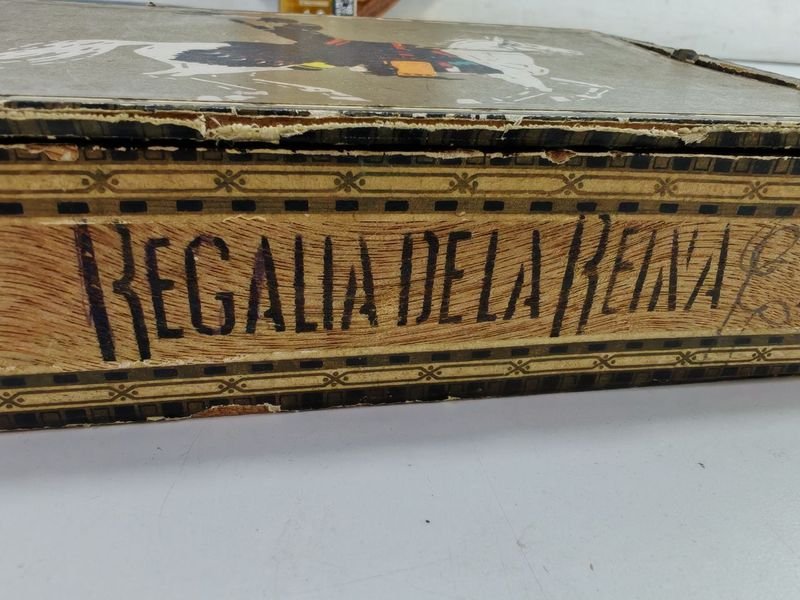 REGALIA DE LA REINA